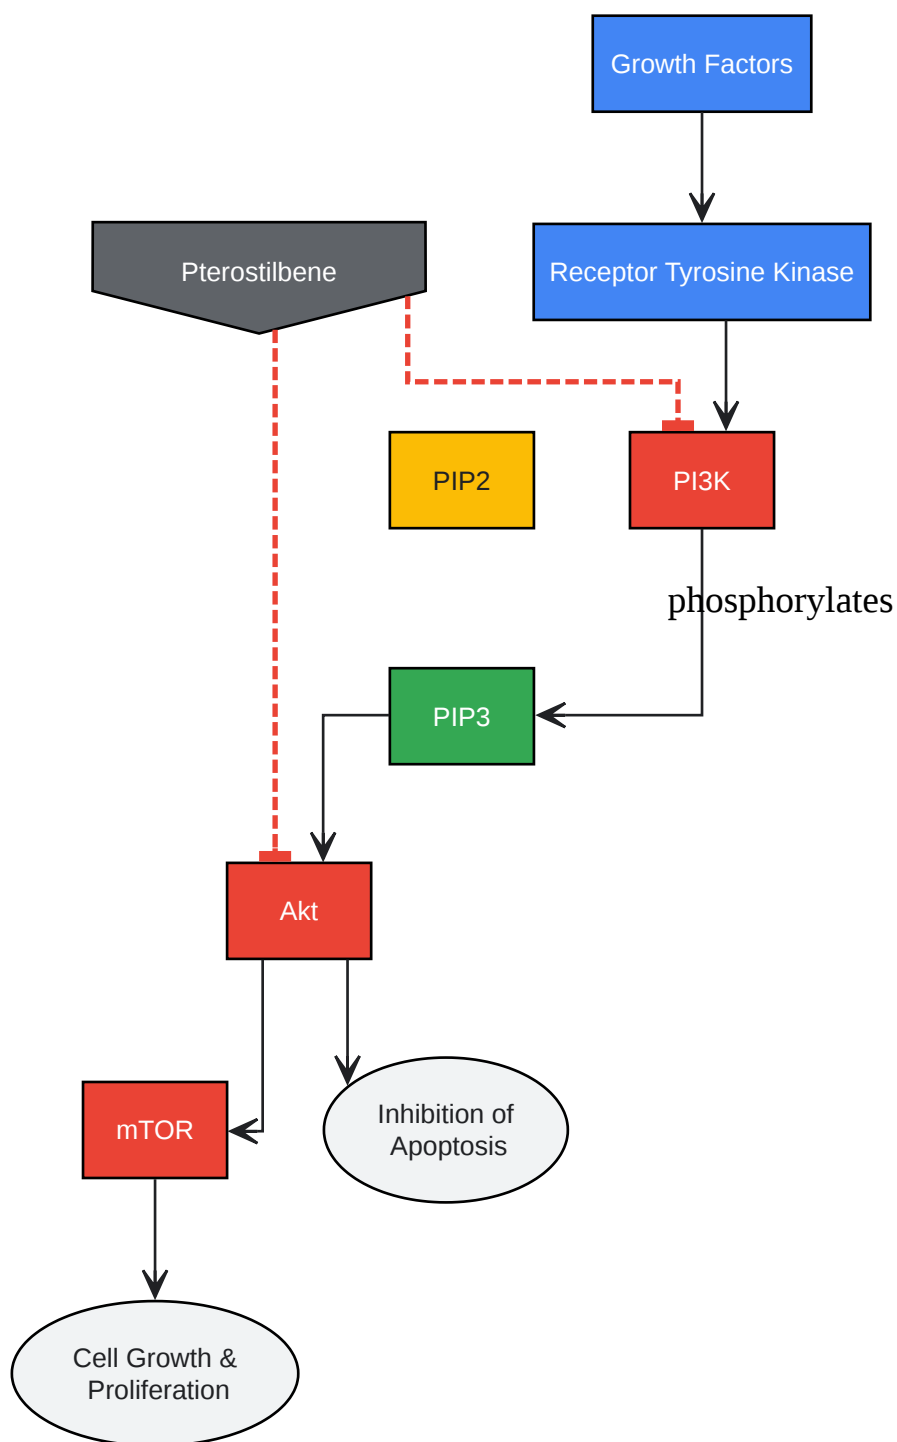 Growth Factors
Pterostilbene
Receptor Tyrosine Kinase
PIP2
PI3K
phosphorylates
PIP3
Akt
mTOR
Inhibition of
Apoptosis
Cell Growth &
Proliferation